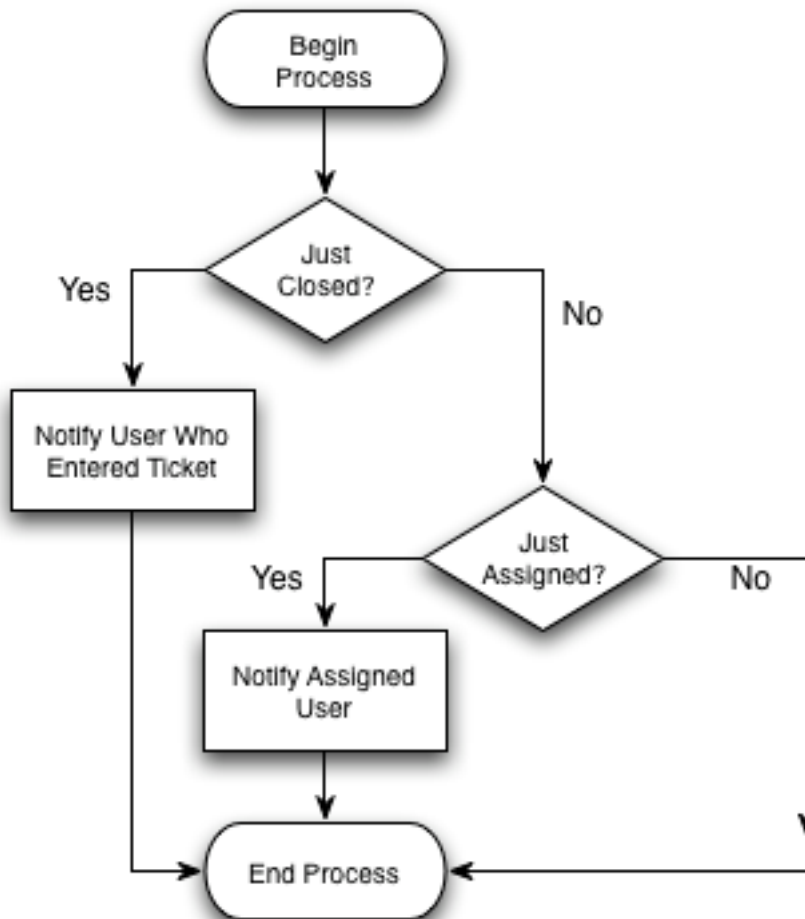 Begin
Process
Just
Closed?
Yes
No
Notify User Who
Entered Ticket
Just
Assigned?
Yes
No
Notify Assigned
User
End Process